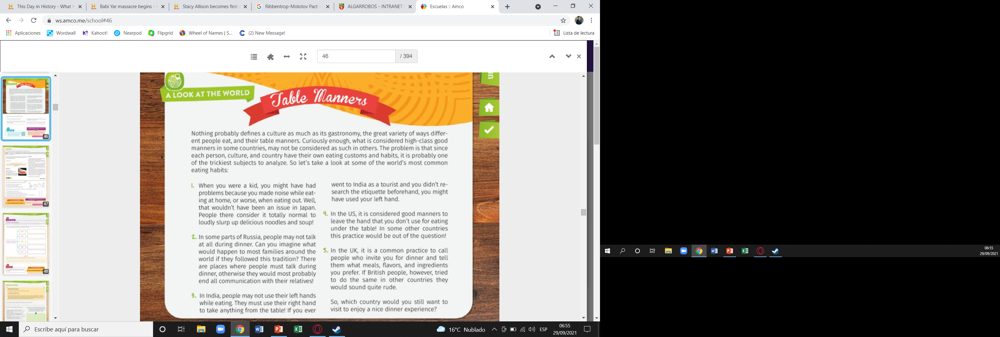 This Day in History - What H
Babi Yar massacre begins -
Stacy Allison becomes first
Ribbentrop-Molotov Pact -
ALGARROBOS - INTRANET
Escuelas :: Amco
ws.amco.me/school#46
Aplicaciones
Wordwall
K! Kahoot!
Nearpod
Flipgrid
Wheel of Names | S...
(2) New Message!
Lista de lectura
46 / 394
46
47
48
A LOOK AT THE WORLD
Table Manners
Nothing probably defines a culture as much as its gastronomy, the great variety of ways differ-
ent people eat, and their table manners. Curiously enough, what is considered high-class good
manners in some countries, may not be considered as such in others. The problem is that since
each person, culture, and country have their own eating customs and habits, it is probably one
of the trickiest subjects to analyze. So let's take a look at some of the world's most common
eating habits:
1. When you were a kid, you might have had
problems because you made noise while eat-
ing at home, or worse, when eating out. Well,
that wouldn't have been an issue in Japan.
People there consider it totally normal to
loudly slurp up delicious noodles and soup!
2. In some parts of Russia, people may not talk
at all during dinner. Can you imagine what
would happen to most families around the
world if they followed this tradition? There
are places where people must talk during
dinner, otherwise they would most probably
end all communication with their relatives!
3. In India, people may not use their left hands
while eating. They must use their right hand
to take anything from the table! If you ever
went to India as a tourist and you didn't re-
search the etiquette beforehand, you might
have used your left hand.
4. In the US, it is considered good manners to
leave the hand that you don't use for eating
under the table! In some other countries
this practice would be out of the question!
5. In the UK, it is a common practice to call
people who invite you for dinner and tell
them what meals, flavors, and ingredients
you prefer. If British people, however, tried
to do the same in other countries they
would sound quite rude.
So, which country would you still want to
visit to enjoy a nice dinner experience?
Escribe aquí para buscar
16°C Nublado
ESP
06:55
29/09/2021
06:55
29/09/2021